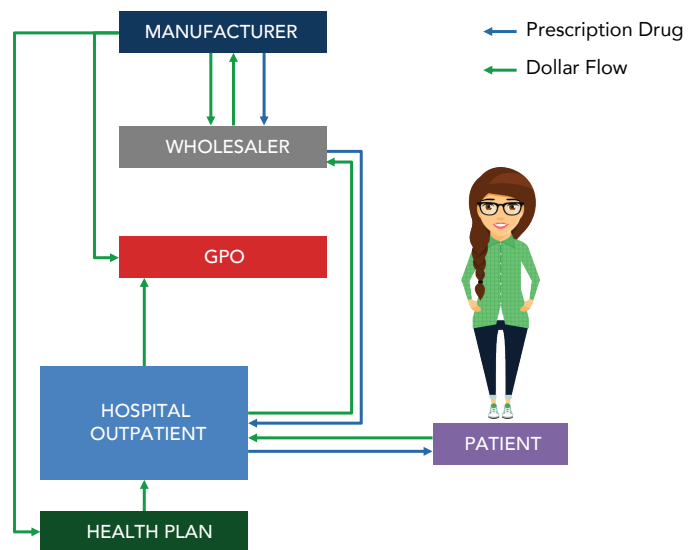 MANUFACTURER
Prescription Drug
Dollar Flow
WHOLESALER
GPO
HOSPITAL
OUTPATIENT
PATIENT
HEALTH PLAN